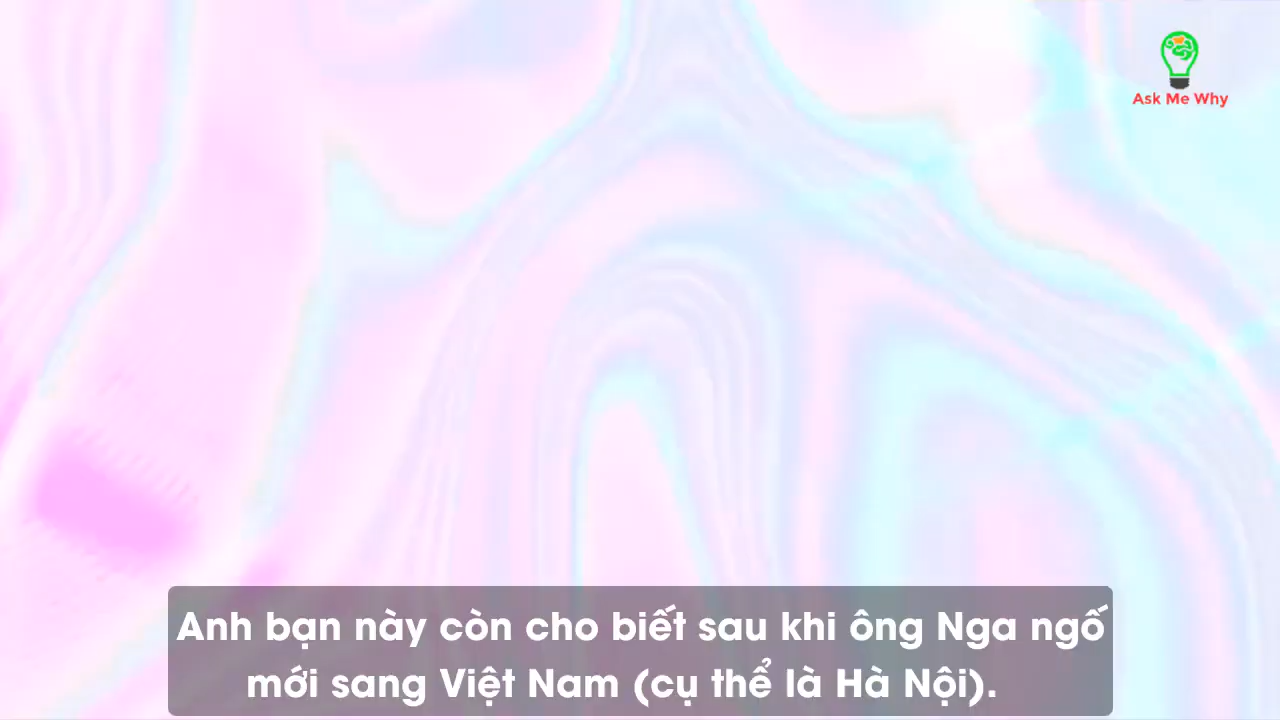 Ask Me Why
Anh bạn này còn cho biết sau khi ông Nga ngố
mới sang Việt Nam (cụ thể là Hà Nội).